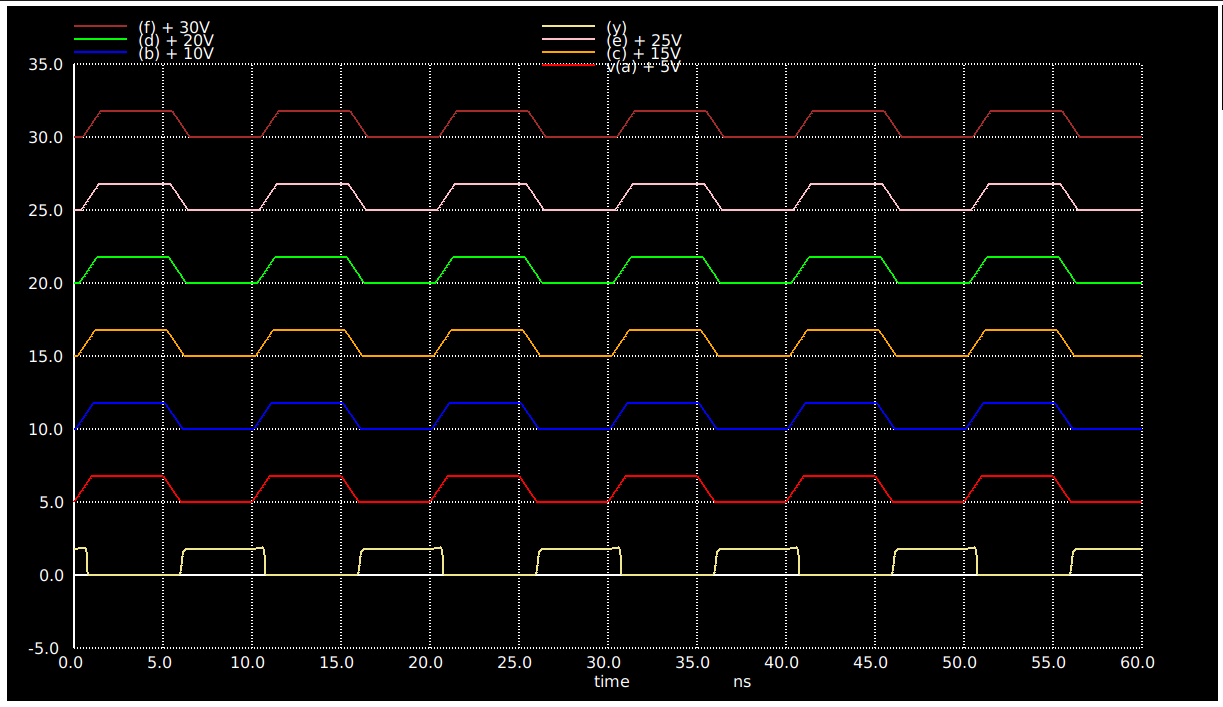 (f) + 30V (y)
(d) + 20V (e) + 25V
(b) + 10V (c) + 15V
v(a) + 5V
35.0
30.0
25.0
20.0
15.0
10.0
5.0
0.0
-5.0
0.0 5.0 10.0 15.0 20.0 25.0 30.0 35.0 40.0 45.0 50.0 55.0 60.0
time ns